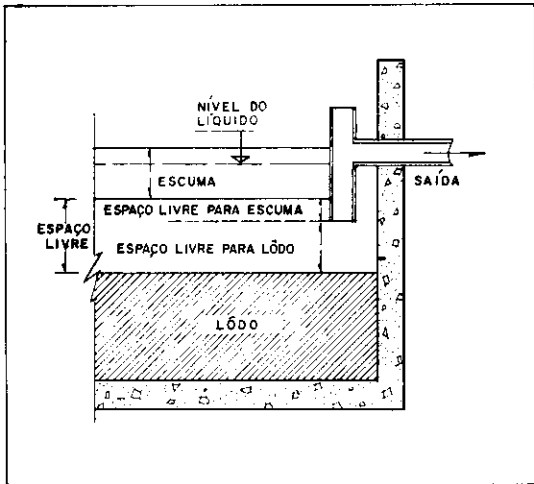 NÍVEL DO
LÍQUIDO
SAÍDA
ESCUMA
ESPAÇO LIVRE PARA ESCUMA
ESPAÇO
LIVRE
ESPAÇO LIVRE PARA LÔDO
LÔDO